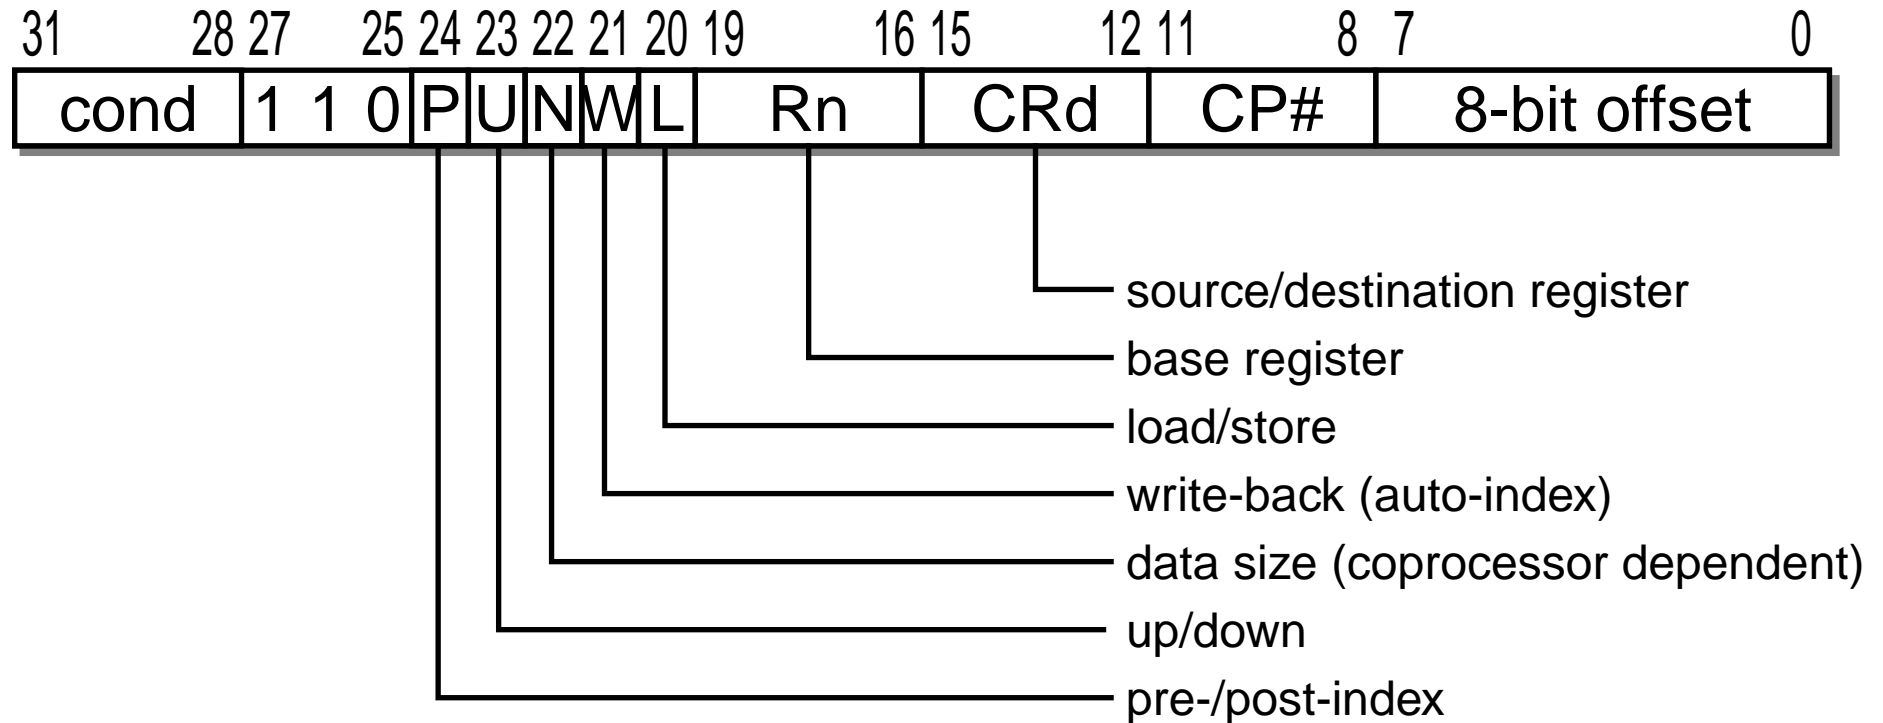 31 28 27 25 24 23 22 21 20 19 16 15 12 11 8 7 0
cond 1 1 0 P U N W L Rn CRd CP# 8-bit offset
source/destination register
base register
load/store
write-back (auto-index)
data size (coprocessor dependent)
up/down
pre-/post-index